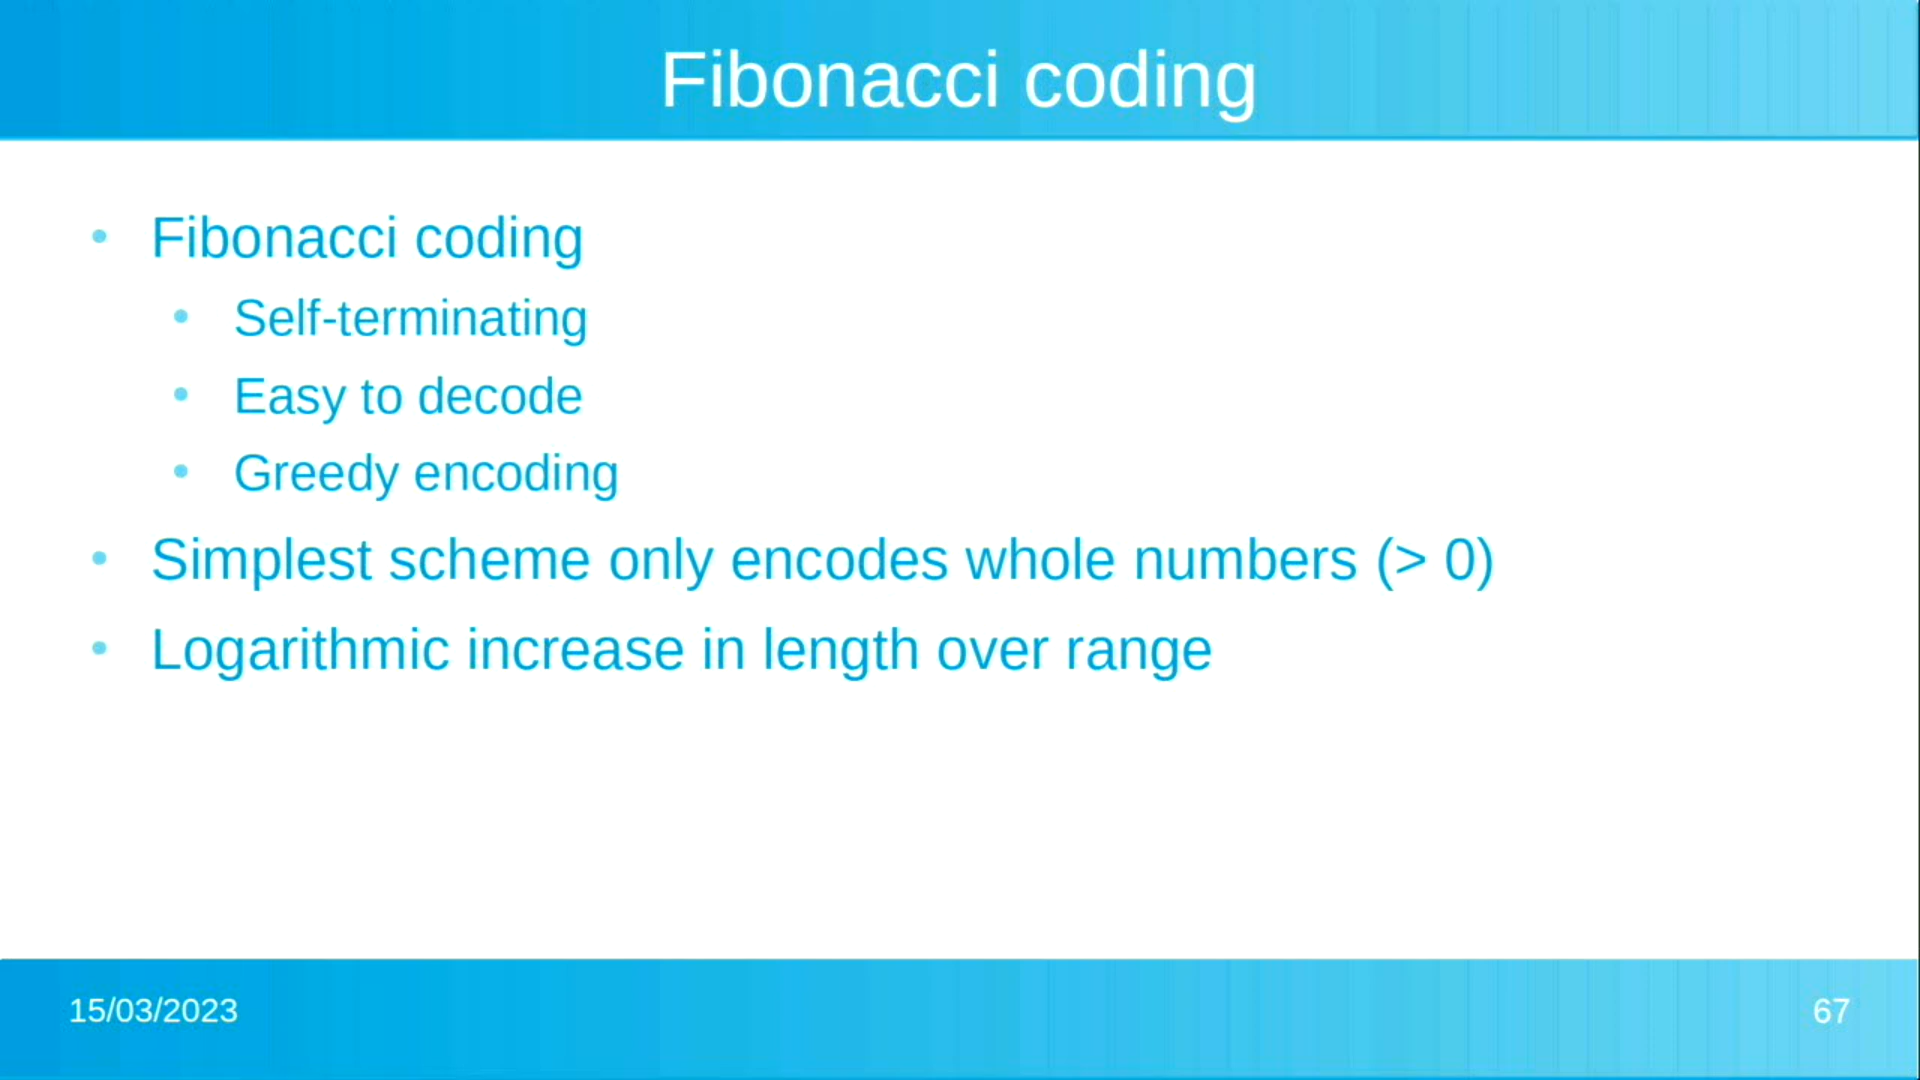 Fibonacci coding
• Fibonacci coding
• Self-terminating
• Easy to decode
• Greedy encoding
• Simplest scheme only encodes whole numbers (> 0)
• Logarithmic increase in length over range
15/03/2023
67